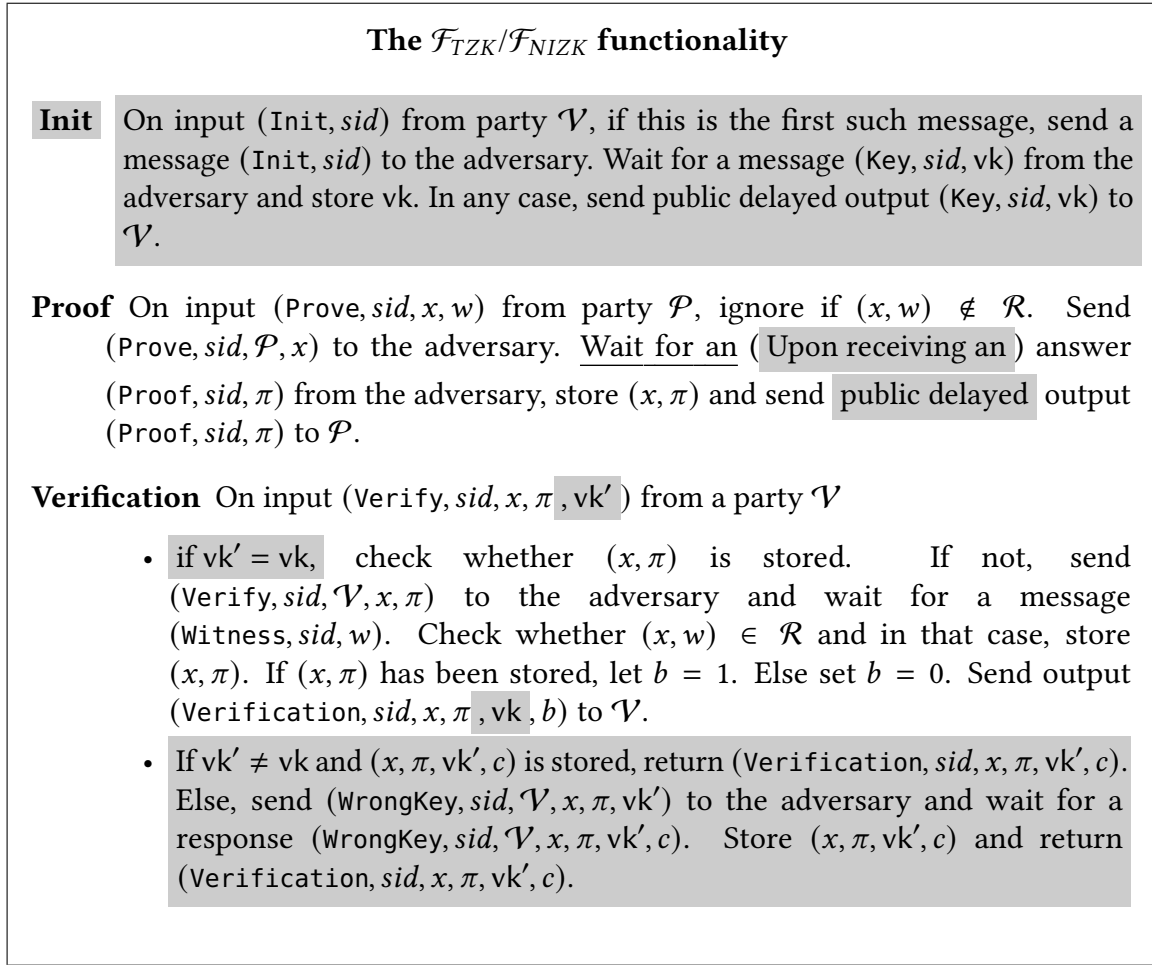 The ℱ_TZK/ℱ_NIZK functionality
Init On input (Init, sid) from party 𝒱, if this is the first such message, send a
message (Init, sid) to the adversary. Wait for a message (Key, sid, vk) from the
adversary and store vk. In any case, send public delayed output (Key, sid, vk) to
𝒱.
Proof On input (Prove, sid, x, w) from party 𝒫, ignore if (x, w) ∉ ℛ. Send
(Prove, sid, 𝒫, x) to the adversary. Wait for an ( Upon receiving an ) answer
(Proof, sid, π) from the adversary, store (x, π) and send public delayed output
(Proof, sid, π) to 𝒫.
Verification On input (Verify, sid, x, π , vk′ ) from a party 𝒱
• if vk′ = vk, check whether (x, π) is stored. If not, send
(Verify, sid, 𝒱, x, π) to the adversary and wait for a message
(Witness, sid, w). Check whether (x, w) ∈ ℛ and in that case, store
(x, π). If (x, π) has been stored, let b = 1. Else set b = 0. Send output
(Verification, sid, x, π , vk , b) to 𝒱.
• If vk′ ≠ vk and (x, π, vk′, c) is stored, return (Verification, sid, x, π, vk′, c).
Else, send (WrongKey, sid, 𝒱, x, π, vk′) to the adversary and wait for a
response (WrongKey, sid, 𝒱, x, π, vk′, c). Store (x, π, vk′, c) and return
(Verification, sid, x, π, vk′, c).